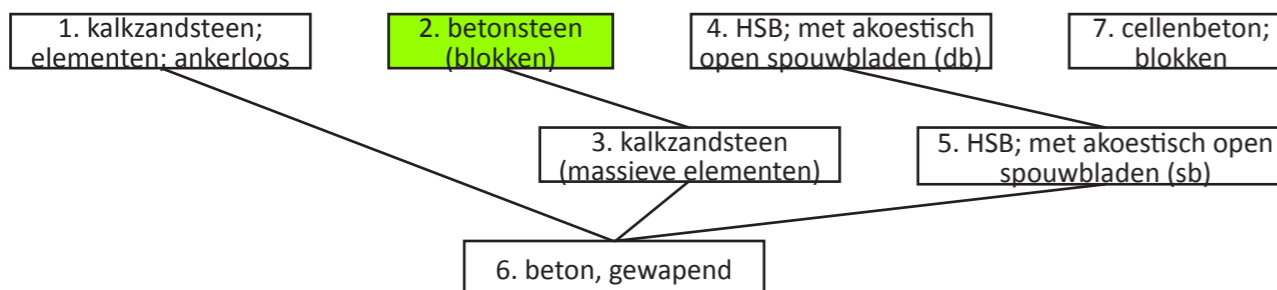 1. kalkzandsteen;
elementen; ankerloos
2. betonsteen
(blokken)
4. HSB; met akoestisch
open spouwbladen (db)
7. cellenbeton;
blokken
3. kalkzandsteen
(massieve elementen)
5. HSB; met akoestisch open
spouwbladen (sb)
6. beton, gewapend